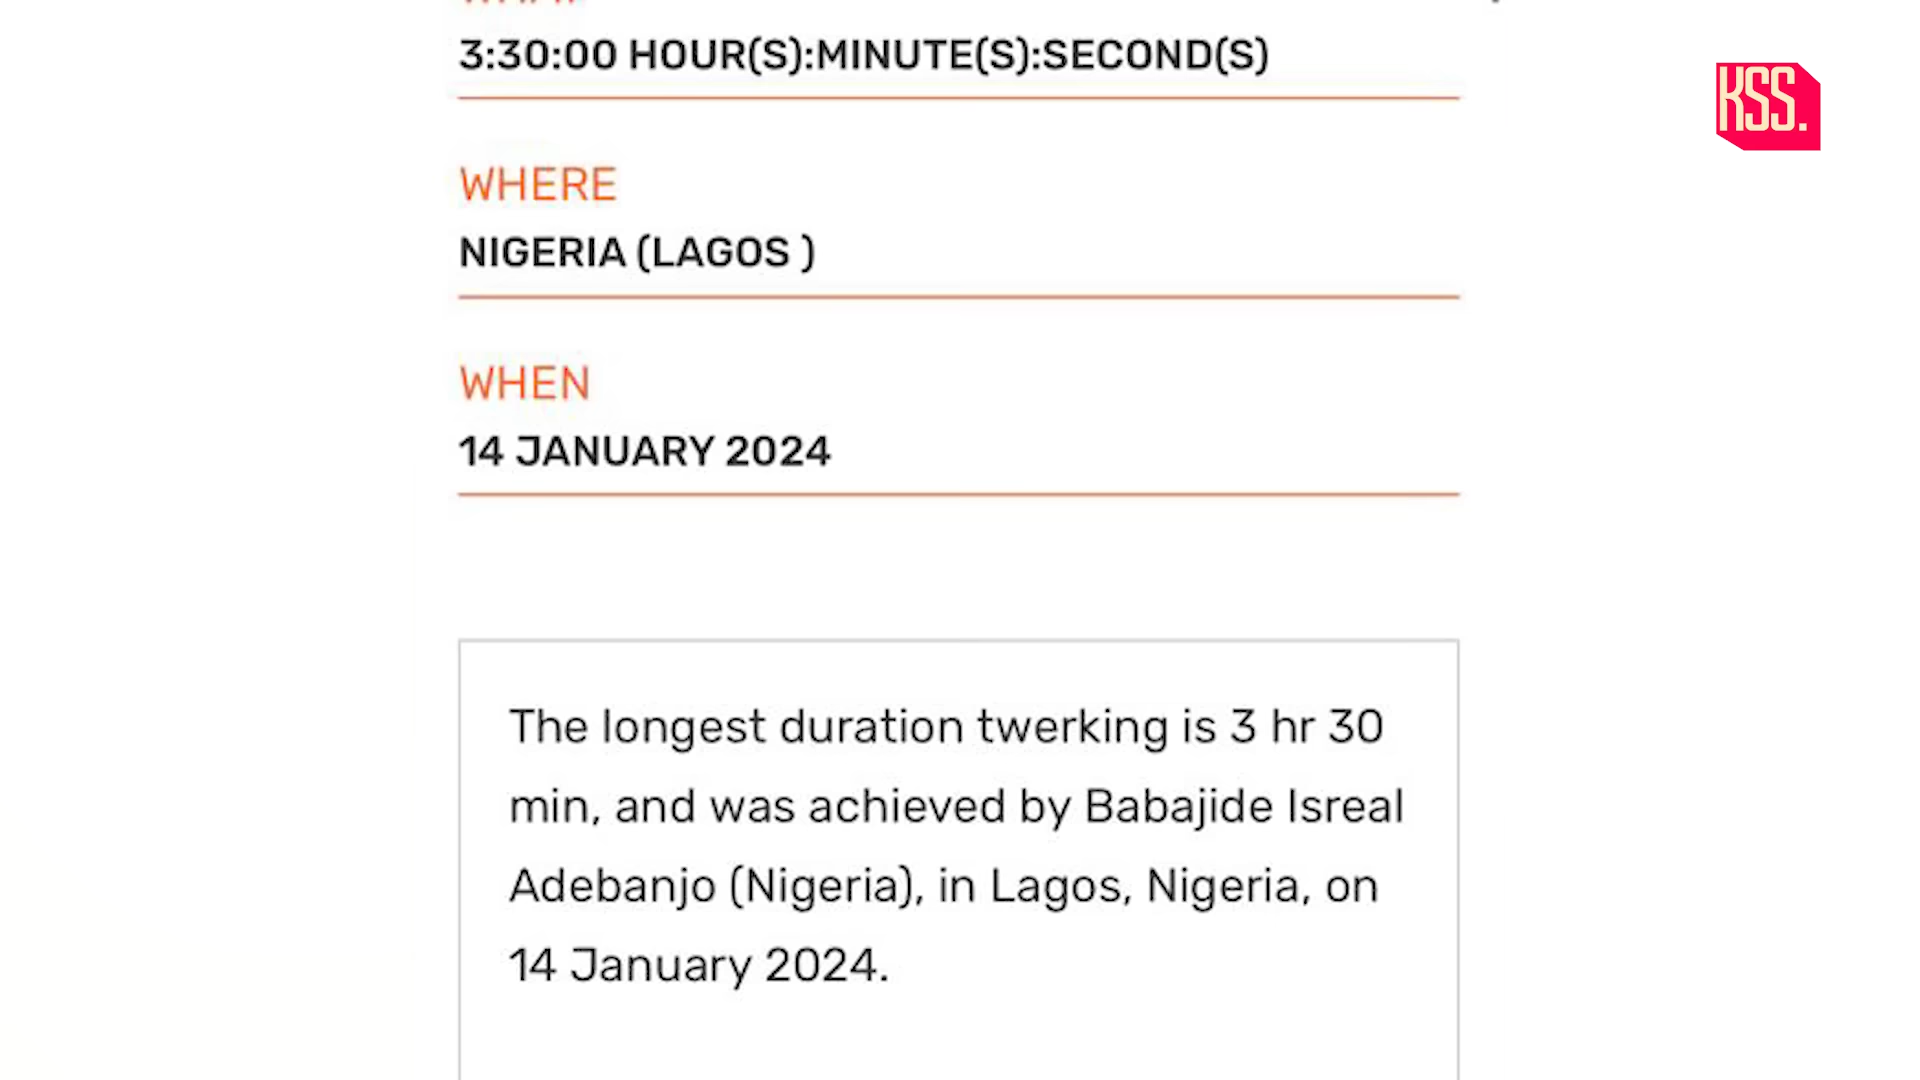 3:30:00 HOUR(S):MINUTE(S):SECOND(S)
KSS.
WHERE
NIGERIA (LAGOS )
WHEN
14 JANUARY 2024
The longest duration twerking is 3 hr 30
min, and was achieved by Babajide Isreal
Adebanjo (Nigeria), in Lagos, Nigeria, on
14 January 2024.